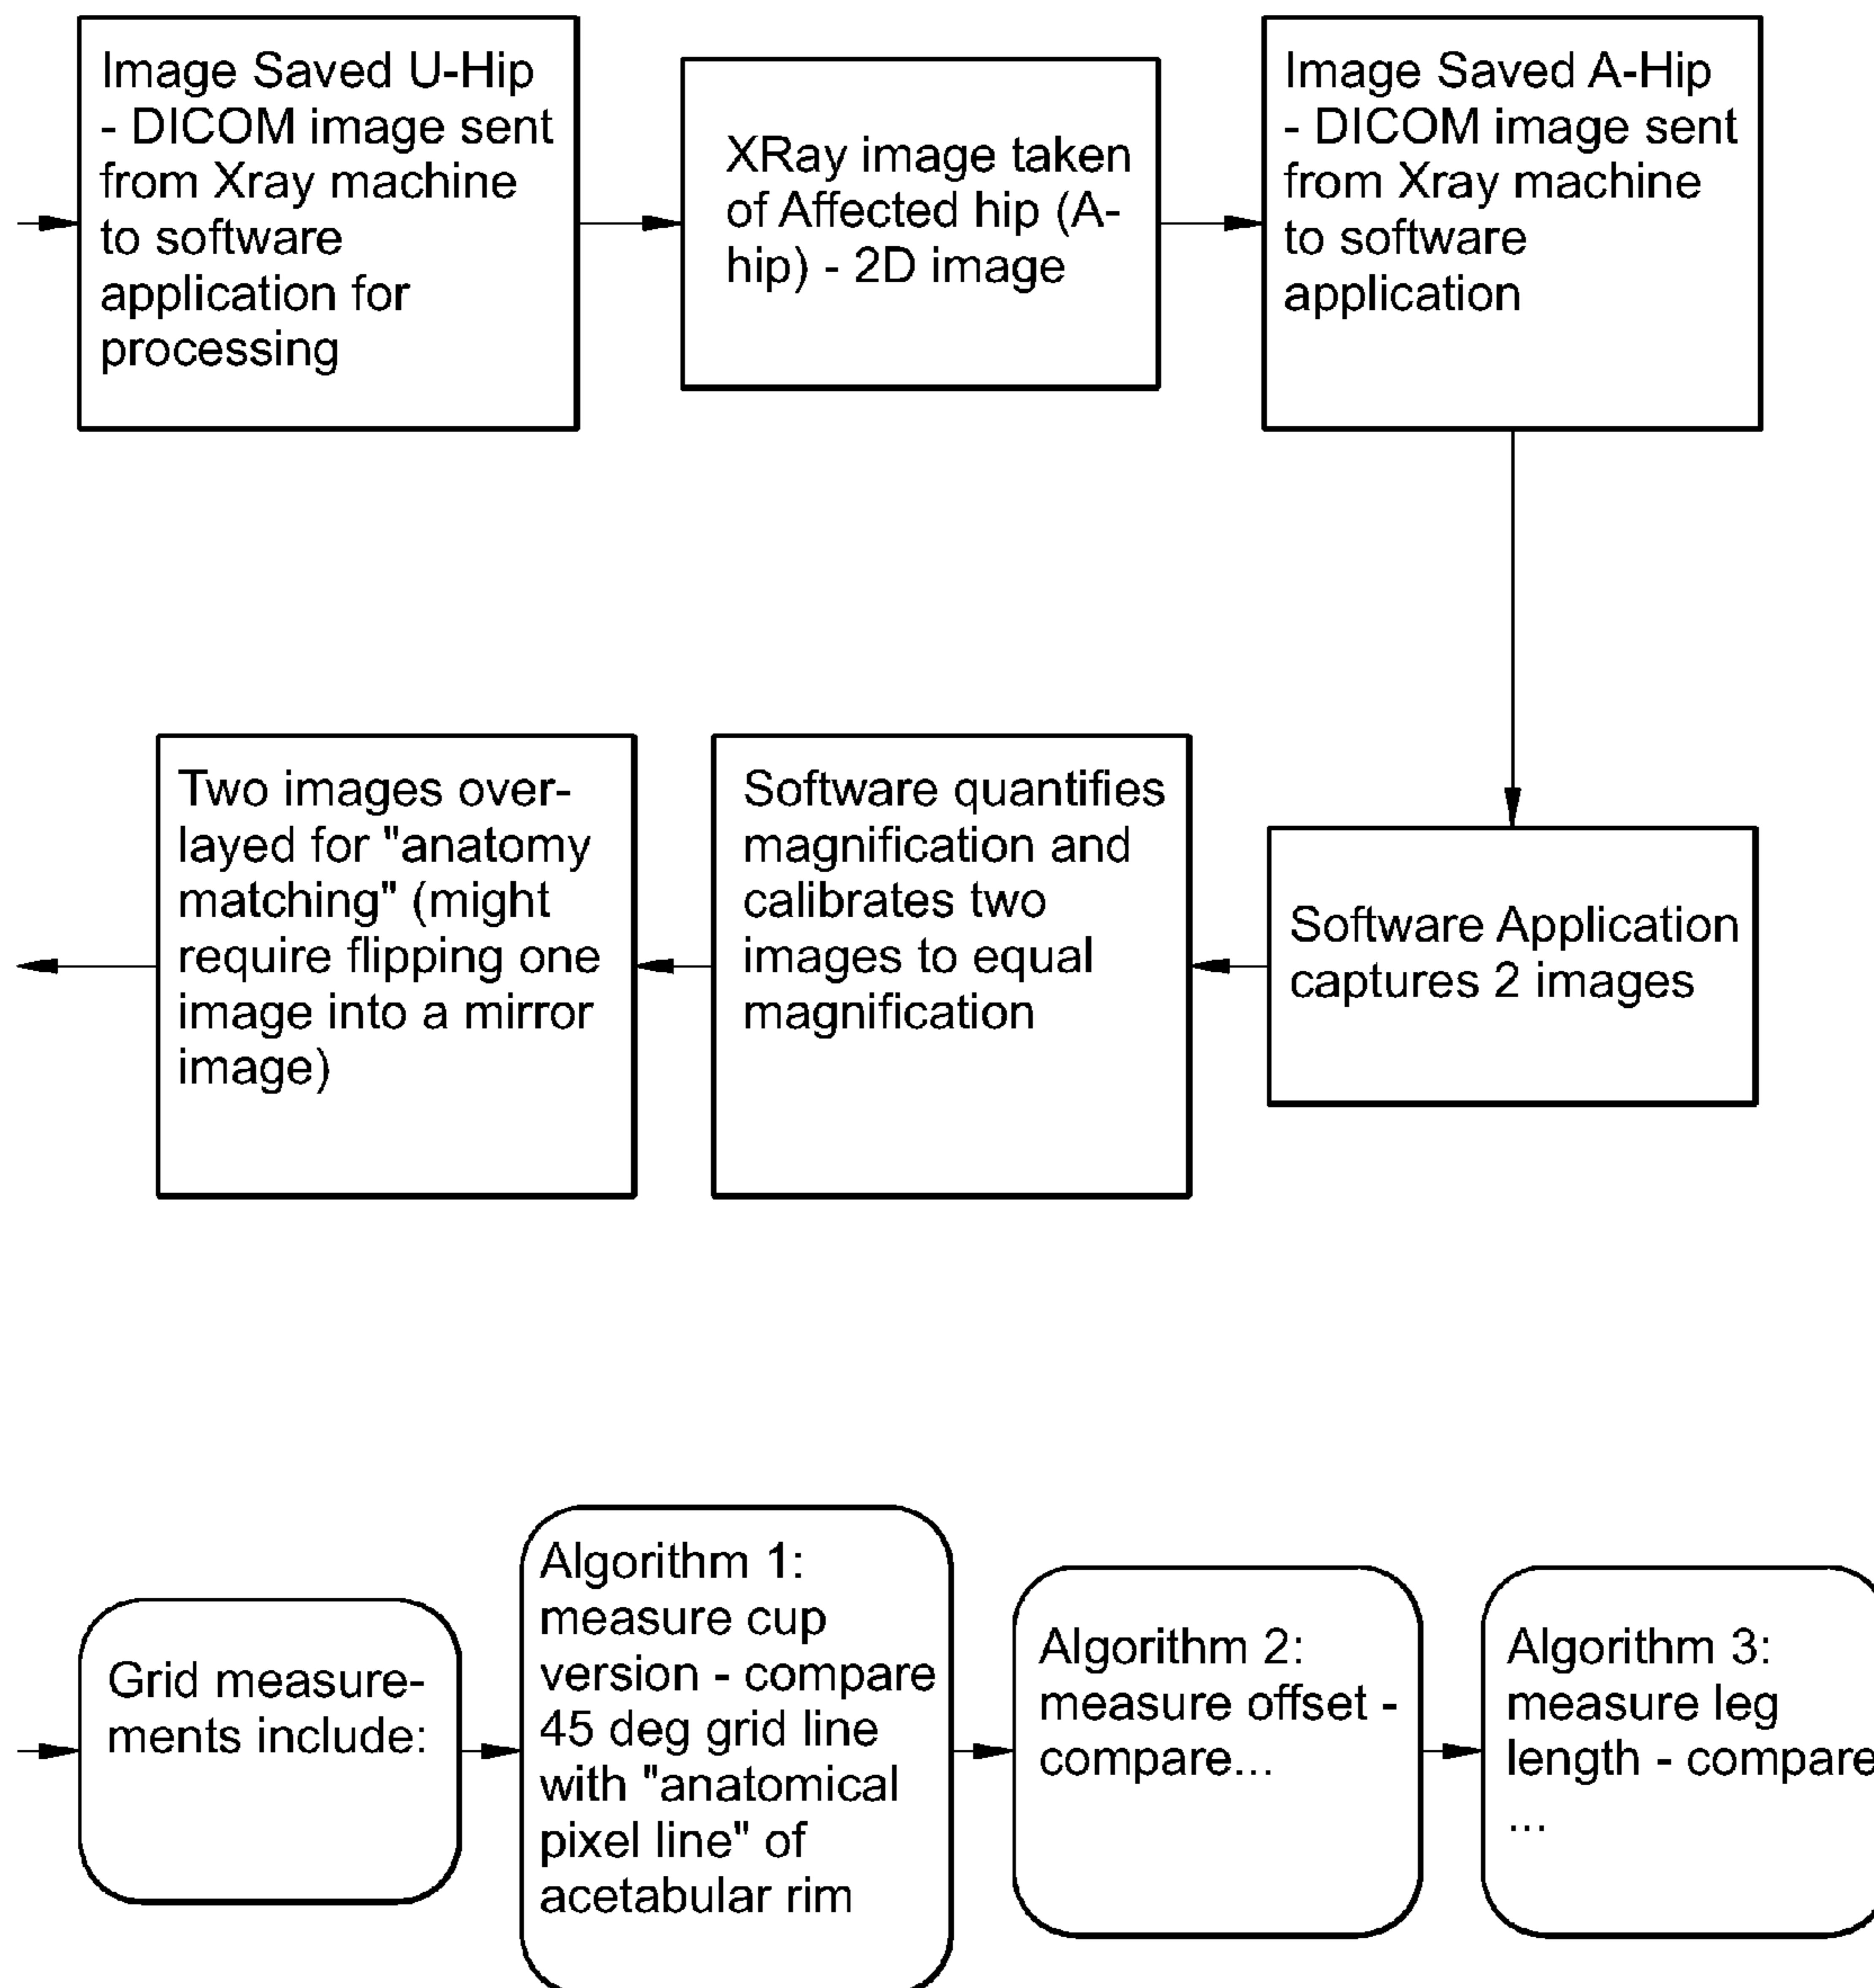 Image Saved U-Hip
- DICOM image sent
from Xray machine
to software
application for
processing
XRay image taken
of Affected hip (A-
hip) - 2D image
Image Saved A-Hip
- DICOM image sent
from Xray machine
to software
application
Two images over-
layed for "anatomy
matching" (might
require flipping one
image into a mirror
image)
Software quantifies
magnification and
calibrates two
images to equal
magnification
Software Application
captures 2 images
Grid measure-
ments include:
Algorithm 1:
measure cup
version - compare
45 deg grid line
with "anatomical
pixel line" of
acetabular rim
Algorithm 2:
measure offset -
compare...
Algorithm 3:
measure leg
length - compare
...